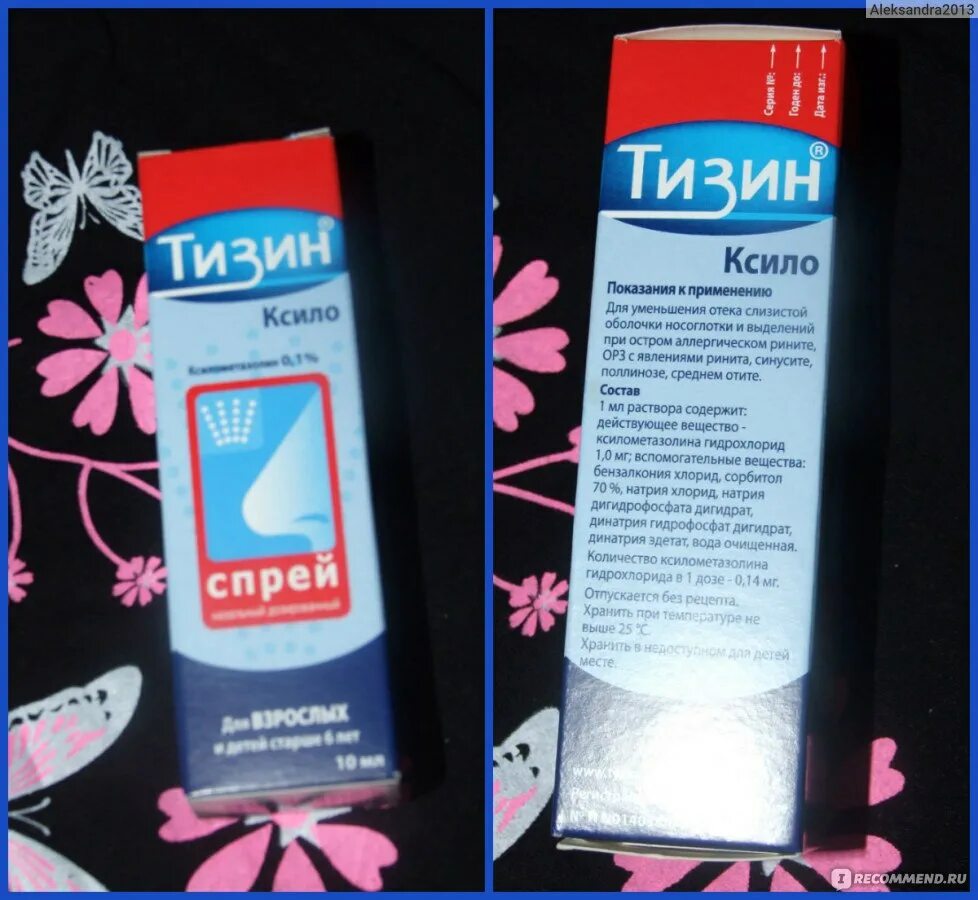 Aleksandra2013
Тизин®
Ксило
Ксилометазолин 0,1%
спрей
назальный дозированный
Для ВЗРОСЛЫХ
и детей старше 6 лет
10 мл
Серия №:
Годен до:
Дата изг.:
Тизин®
Ксило
Показания к применению
Для уменьшения отека слизистой
оболочки носоглотки и выделений
при остром аллергическом рините,
ОРЗ с явлениями ринита, синусите,
поллинозе, среднем отите.
Состав
1 мл раствора содержит:
действующее вещество -
ксилометазолина гидрохлорид
1,0 мг; вспомогательные вещества:
бензалкония хлорид, сорбитол
70 %, натрия хлорид, натрия
дигидрофосфата дигидрат,
динатрия гидрофосфат дигидрат,
динатрия эдетат, вода очищенная.
Количество ксилометазолина
гидрохлорида в 1 дозе - 0,14 мг.
Отпускается без рецепта.
Хранить при температуре не
выше 25 °С.
Хранить в недоступном для детей
месте.
IRECOMMEND.RU